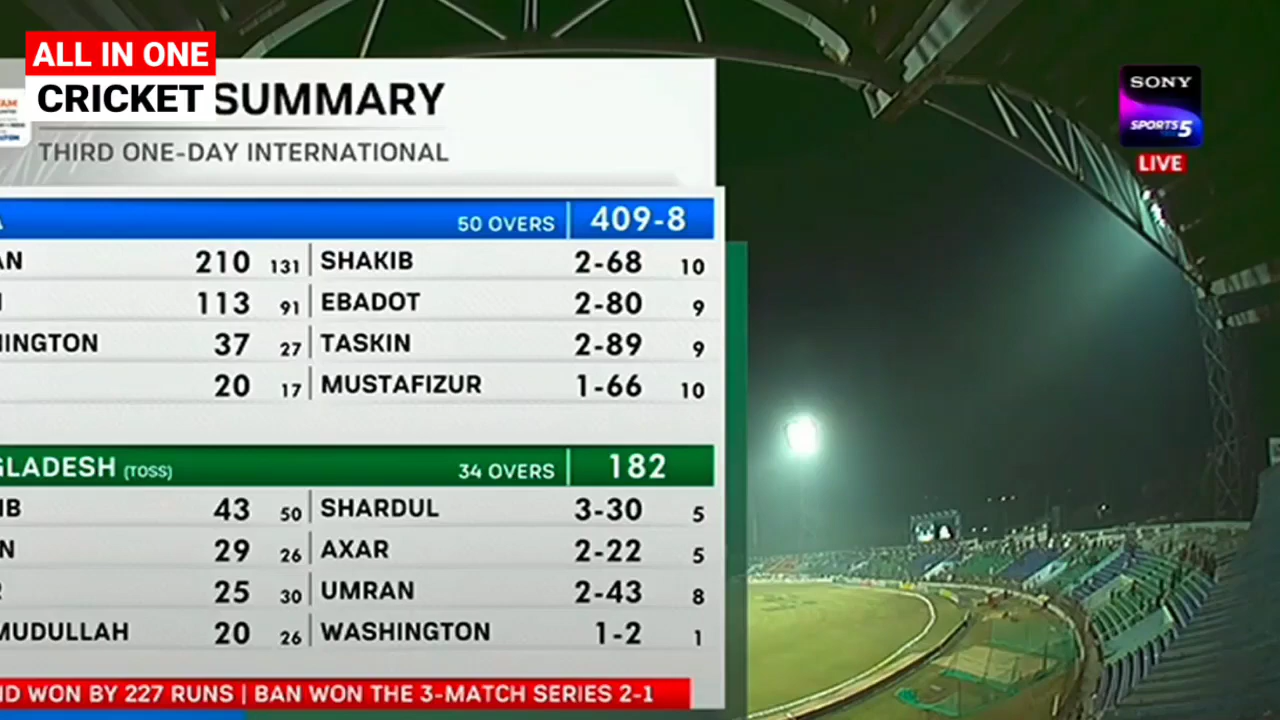 ALL IN ONE
CRICKET SUMMARY
THIRD ONE-DAY INTERNATIONAL
SONY
SPORTS 5
LIVE
50 OVERS 409-8
AN 210 131 SHAKIB 2-68 10
113 91 EBADOT 2-80 9
INGTON 37 27 TASKIN 2-89 9
20 17 MUSTAFIZUR 1-66 10
GLADESH (TOSS) 34 OVERS 182
IB 43 50 SHARDUL 3-30 5
N 29 26 AXAR 2-22 5
25 30 UMRAN 2-43 8
MUDULLAH 20 26 WASHINGTON 1-2 1
ND WON BY 227 RUNS | BAN WON THE 3-MATCH SERIES 2-1